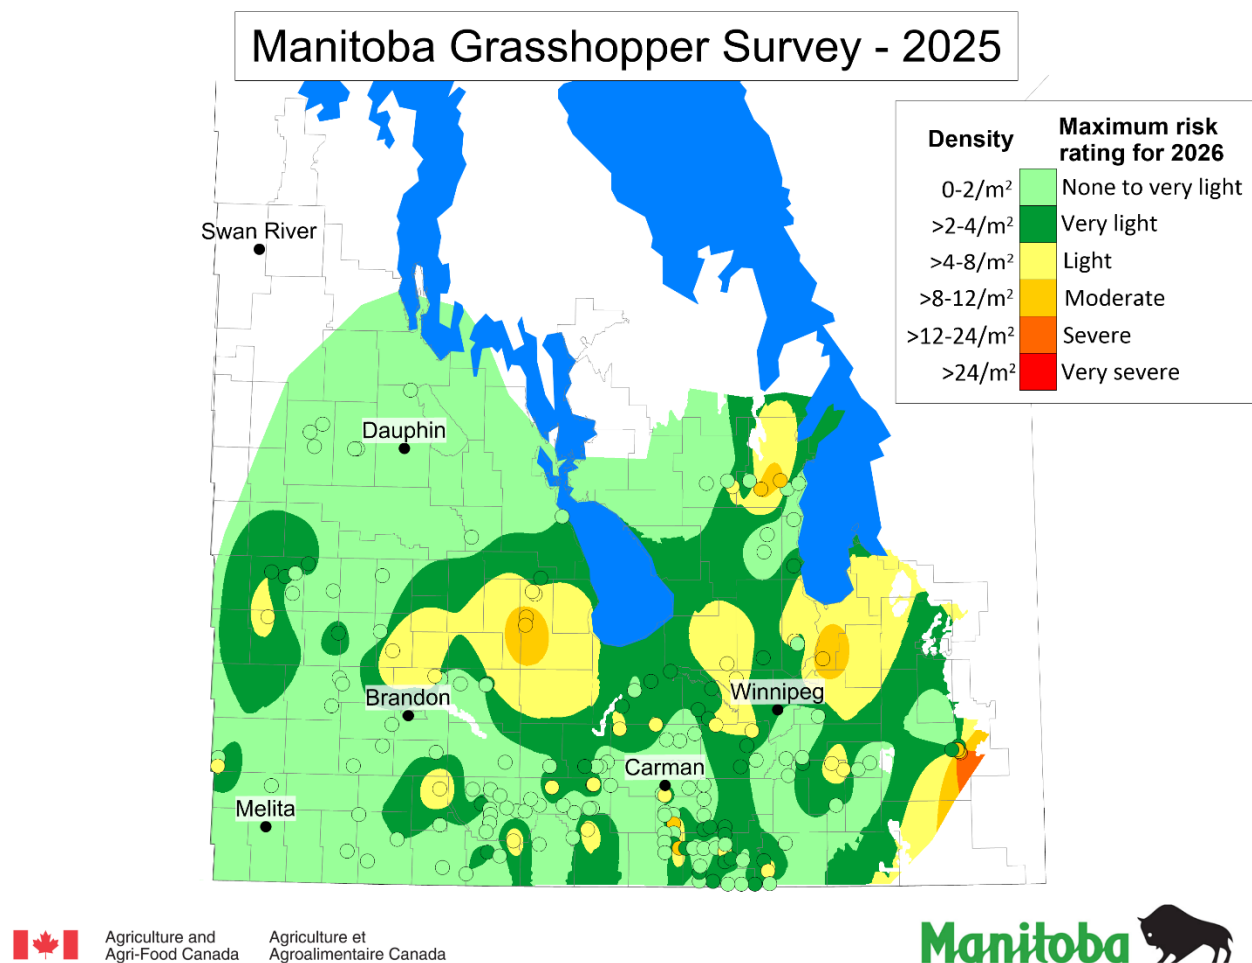 Manitoba Grasshopper Survey - 2025
Density
Maximum risk
rating for 2026
0-2/m² None to very light
>2-4/m² Very light
>4-8/m² Light
>8-12/m² Moderate
>12-24/m² Severe
>24/m² Very severe
Swan River
Dauphin
Brandon
Winnipeg
Carman
Melita
Agriculture and
Agri-Food Canada
Agriculture et
Agroalimentaire Canada
Manitoba